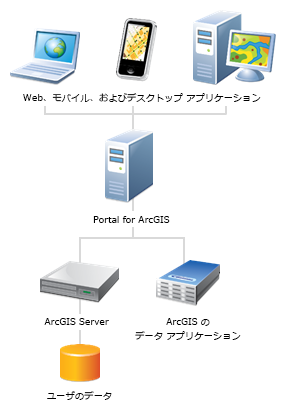 Web、モバイル、およびデスクトップ アプリケーション
Portal for ArcGIS
ArcGIS Server
ArcGIS の
データ アプリケーション
ユーザのデータ